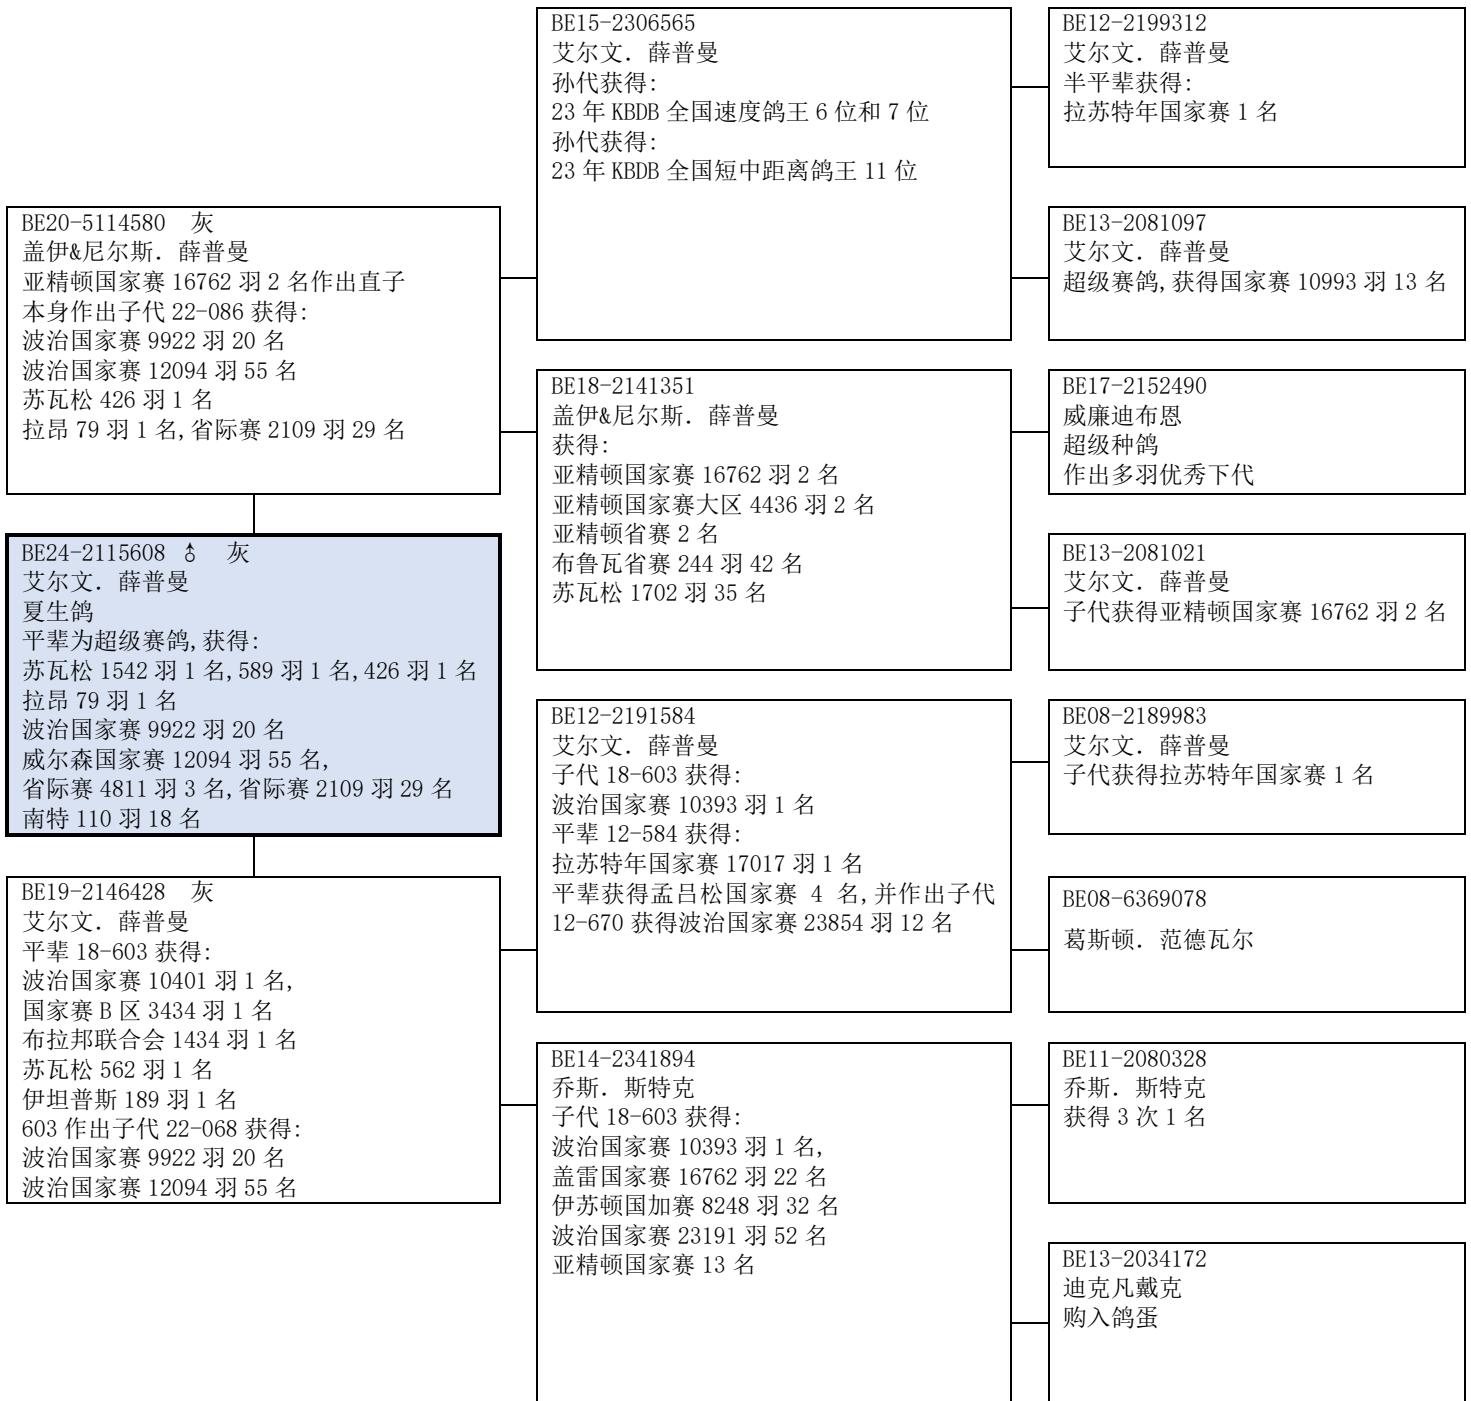 BE20-5114580 灰
盖伊&尼尔斯．薛普曼
亚精顿国家赛 16762 羽 2 名作出直子
本身作出子代 22-086 获得:
波治国家赛 9922 羽 20 名
波治国家赛 12094 羽 55 名
苏瓦松 426 羽 1 名
拉昂 79 羽 1 名,省际赛 2109 羽 29 名
BE24-2115608 ♂ 灰
艾尔文．薛普曼
夏生鸽
平辈为超级赛鸽,获得:
苏瓦松 1542 羽 1 名,589 羽 1 名,426 羽 1 名
拉昂 79 羽 1 名
波治国家赛 9922 羽 20 名
威尔森国家赛 12094 羽 55 名,
省际赛 4811 羽 3 名,省际赛 2109 羽 29 名
南特 110 羽 18 名
BE19-2146428 灰
艾尔文．薛普曼
平辈 18-603 获得:
波治国家赛 10401 羽 1 名,
国家赛 B 区 3434 羽 1 名
布拉邦联合会 1434 羽 1 名
苏瓦松 562 羽 1 名
伊坦普斯 189 羽 1 名
603 作出子代 22-068 获得:
波治国家赛 9922 羽 20 名
波治国家赛 12094 羽 55 名
BE15-2306565
艾尔文．薛普曼
孙代获得:
23 年 KBDB 全国速度鸽王 6 位和 7 位
孙代获得:
23 年 KBDB 全国短中距离鸽王 11 位
BE18-2141351
盖伊&尼尔斯．薛普曼
获得:
亚精顿国家赛 16762 羽 2 名
亚精顿国家赛大区 4436 羽 2 名
亚精顿省赛 2 名
布鲁瓦省赛 244 羽 42 名
苏瓦松 1702 羽 35 名
BE12-2191584
艾尔文．薛普曼
子代 18-603 获得:
波治国家赛 10393 羽 1 名
平辈 12-584 获得:
拉苏特年国家赛 17017 羽 1 名
平辈获得孟吕松国家赛 4 名,并作出子代
12-670 获得波治国家赛 23854 羽 12 名
BE14-2341894
乔斯．斯特克
子代 18-603 获得:
波治国家赛 10393 羽 1 名,
盖雷国家赛 16762 羽 22 名
伊苏顿国加赛 8248 羽 32 名
波治国家赛 23191 羽 52 名
亚精顿国家赛 13 名
BE12-2199312
艾尔文．薛普曼
半平辈获得:
拉苏特年国家赛 1 名
BE13-2081097
艾尔文．薛普曼
超级赛鸽,获得国家赛 10993 羽 13 名
BE17-2152490
威廉迪布恩
超级种鸽
作出多羽优秀下代
BE13-2081021
艾尔文．薛普曼
子代获得亚精顿国家赛 16762 羽 2 名
BE08-2189983
艾尔文．薛普曼
子代获得拉苏特年国家赛 1 名
BE08-6369078
葛斯顿．范德瓦尔
BE11-2080328
乔斯．斯特克
获得 3 次 1 名
BE13-2034172
迪克凡戴克
购入鸽蛋